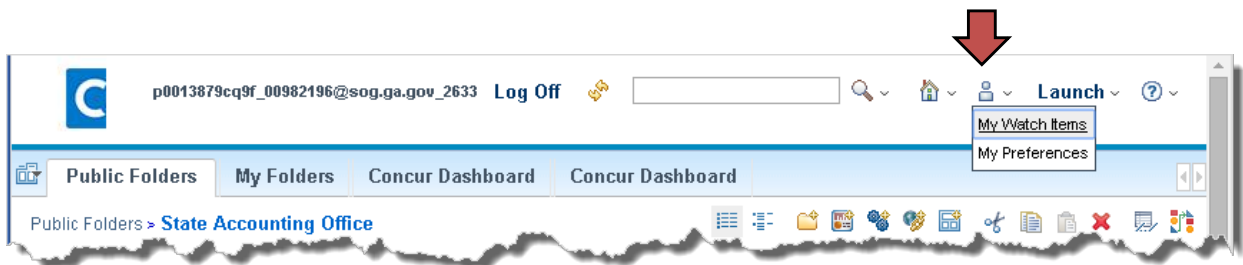 C p0013879cq9f_00982196@sog.ga.gov_2633 Log Off Launch ?
My Watch Items
My Preferences
Public Folders My Folders Concur Dashboard Concur Dashboard
Public Folders > State Accounting Office